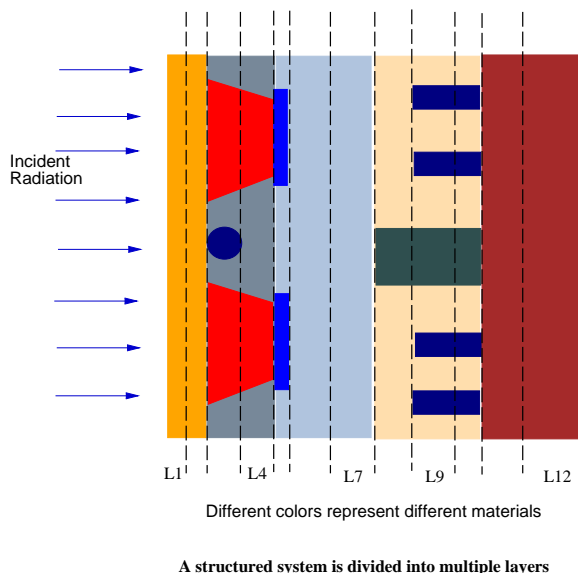 Incident
Radiation
L1
L4
L7
L9
L12
Different colors represent different materials
A structured system is divided into multiple layers